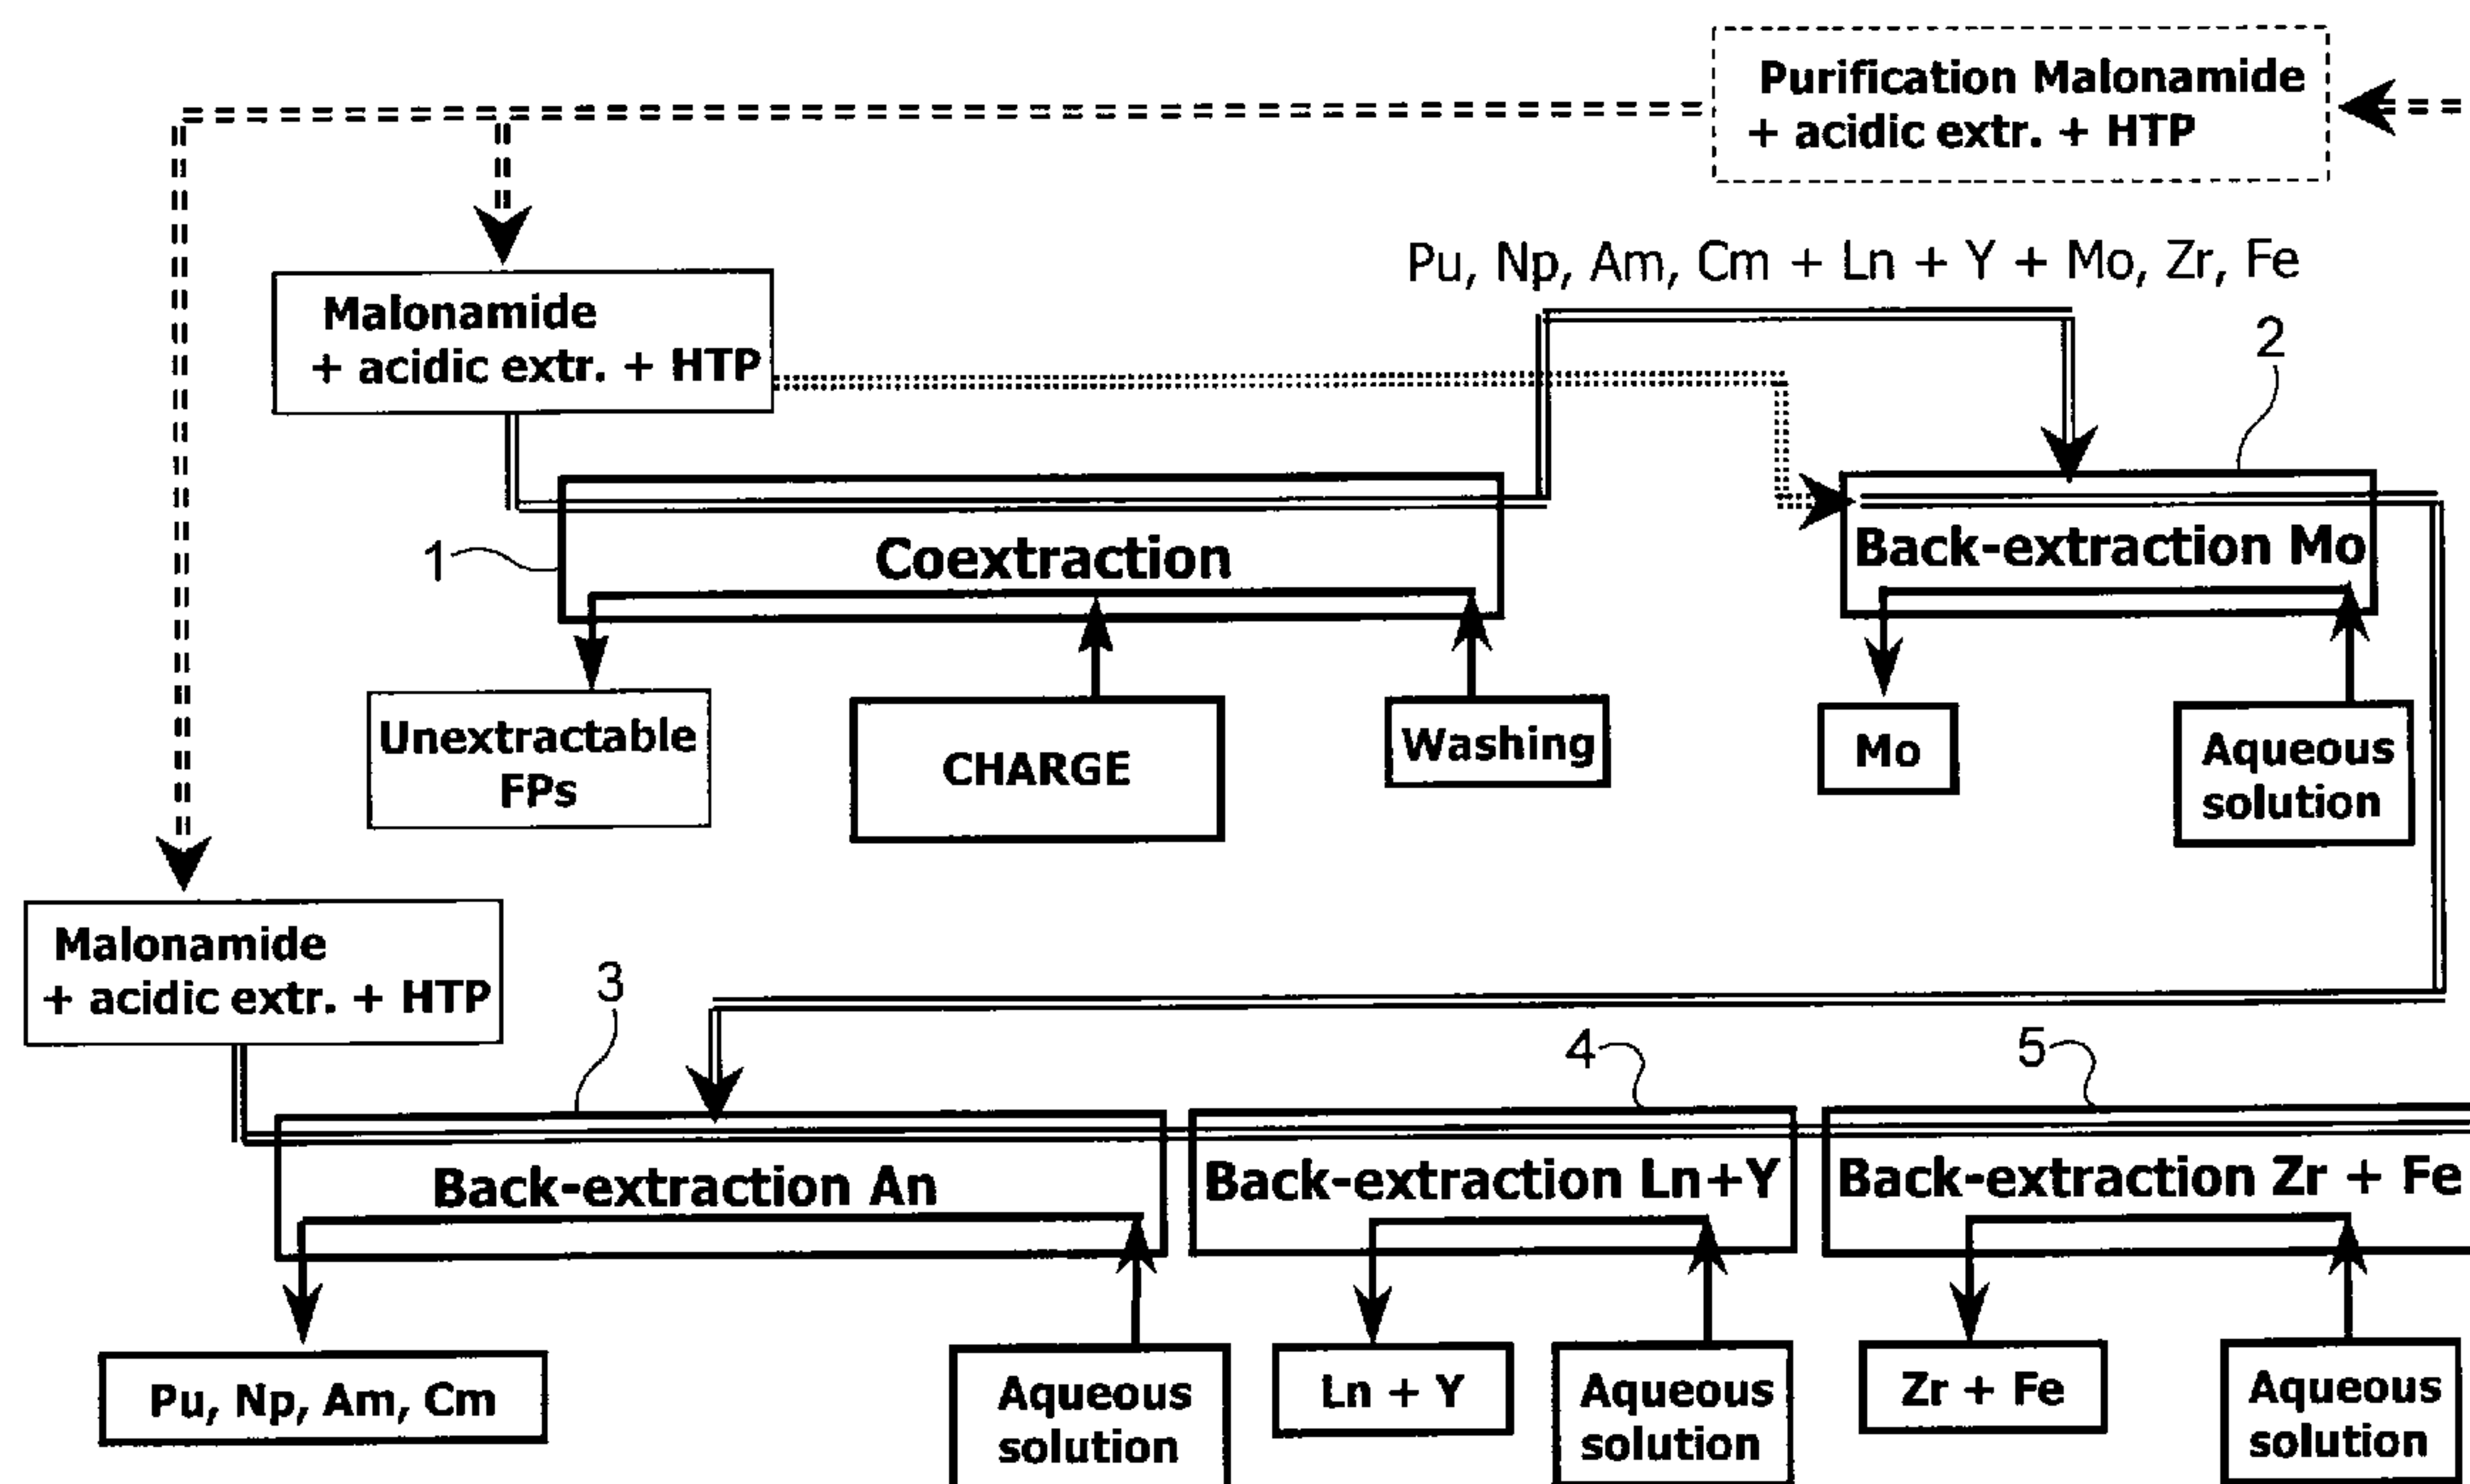 Purification Malonamide
+ acidic extr. + HTP
Pu, Np, Am, Cm + Ln + Y + Mo, Zr, Fe
Malonamide
+ acidic extr. + HTP
2
1
Coextraction
Back-extraction Mo
Unextractable
FPs
CHARGE
Washing
Mo
Aqueous
solution
Malonamide
+ acidic extr. + HTP
3
4
5
Back-extraction An
Back-extraction Ln+Y
Back-extraction Zr + Fe
Pu, Np, Am, Cm
Aqueous
solution
Ln + Y
Aqueous
solution
Zr + Fe
Aqueous
solution